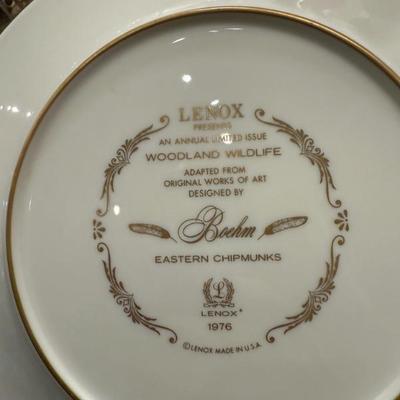 LENOX
PRESENTS
AN ANNUAL LIMITED ISSUE
WOODLAND WILDLIFE
ADAPTED FROM
ORIGINAL WORKS OF ART
DESIGNED BY
Boehm
EASTERN CHIPMUNKS
L
LENOX®
1976
©LENOX MADE IN U.S.A.